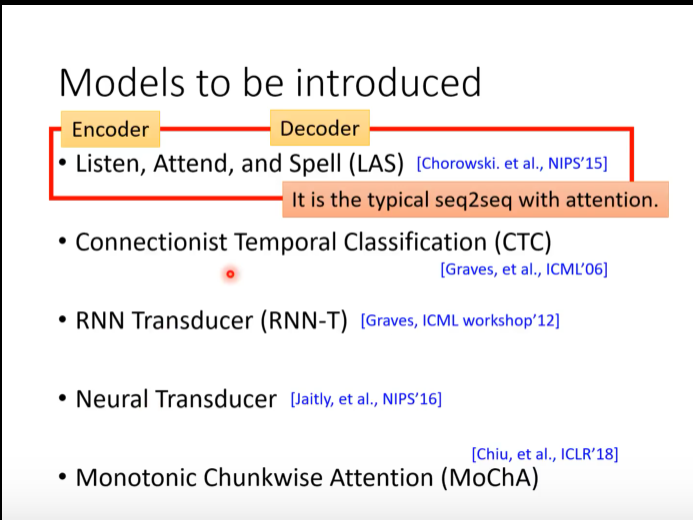 Models to be introduced
Encoder Decoder
• Listen, Attend, and Spell (LAS) [Chorowski. et al., NIPS'15]
It is the typical seq2seq with attention.
• Connectionist Temporal Classification (CTC)
[Graves, et al., ICML'06]
• RNN Transducer (RNN-T) [Graves, ICML workshop'12]
• Neural Transducer [Jaitly, et al., NIPS'16]
[Chiu, et al., ICLR'18]
• Monotonic Chunkwise Attention (MoChA)